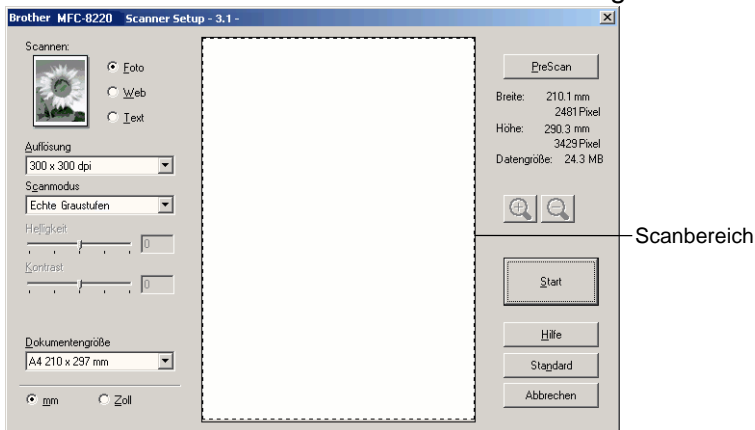 Brother MFC-8220 Scanner Setup - 3.1 -
Scannen:
Foto
Web
Text
Auflösung
300 x 300 dpi
Scanmodus
Echte Graustufen
Helligkeit
0
Kontrast
0
Dokumentengröße
A4 210 x 297 mm
mm Zoll
PreScan
Breite: 210.1 mm
2481 Pixel
Höhe: 290.3 mm
3429 Pixel
Datengröße: 24.3 MB
Scanbereich
Start
Hilfe
Standard
Abbrechen